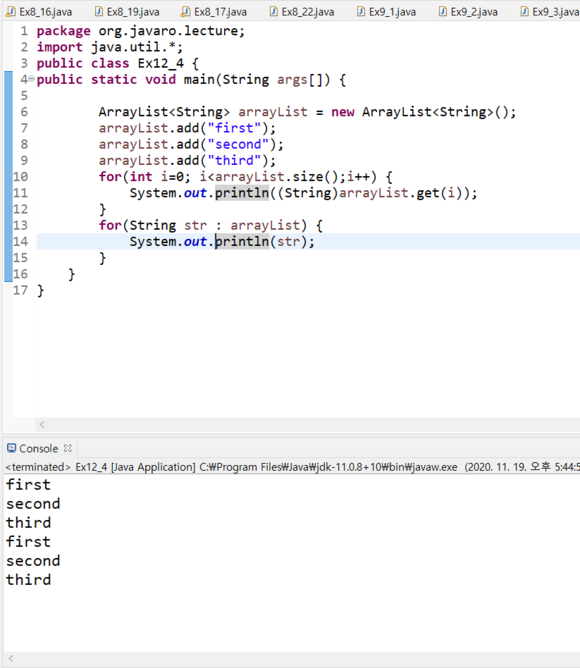 Ex8_16.java Ex8_19.java Ex8_17.java Ex8_22.java Ex9_1.java Ex9_2.java Ex9_3.java
1 package org.javaro.lecture;
2 import java.util.*;
3 public class Ex12_4 {
4 public static void main(String args[]) {
5
6 ArrayList<String> arrayList = new ArrayList<String>();
7 arrayList.add("first");
8 arrayList.add("second");
9 arrayList.add("third");
10 for(int i=0; i<arrayList.size();i++) {
11 System.out.println((String)arrayList.get(i));
12 }
13 for(String str : arrayList) {
14 System.out.println(str);
15 }
16 }
17 }
Console
<terminated> Ex12_4 [Java Application] C:₩Program Files₩Java₩jdk-11.0.8+10₩bin₩javaw.exe (2020. 11. 19. 오후 5:44:5
first
second
third
first
second
third